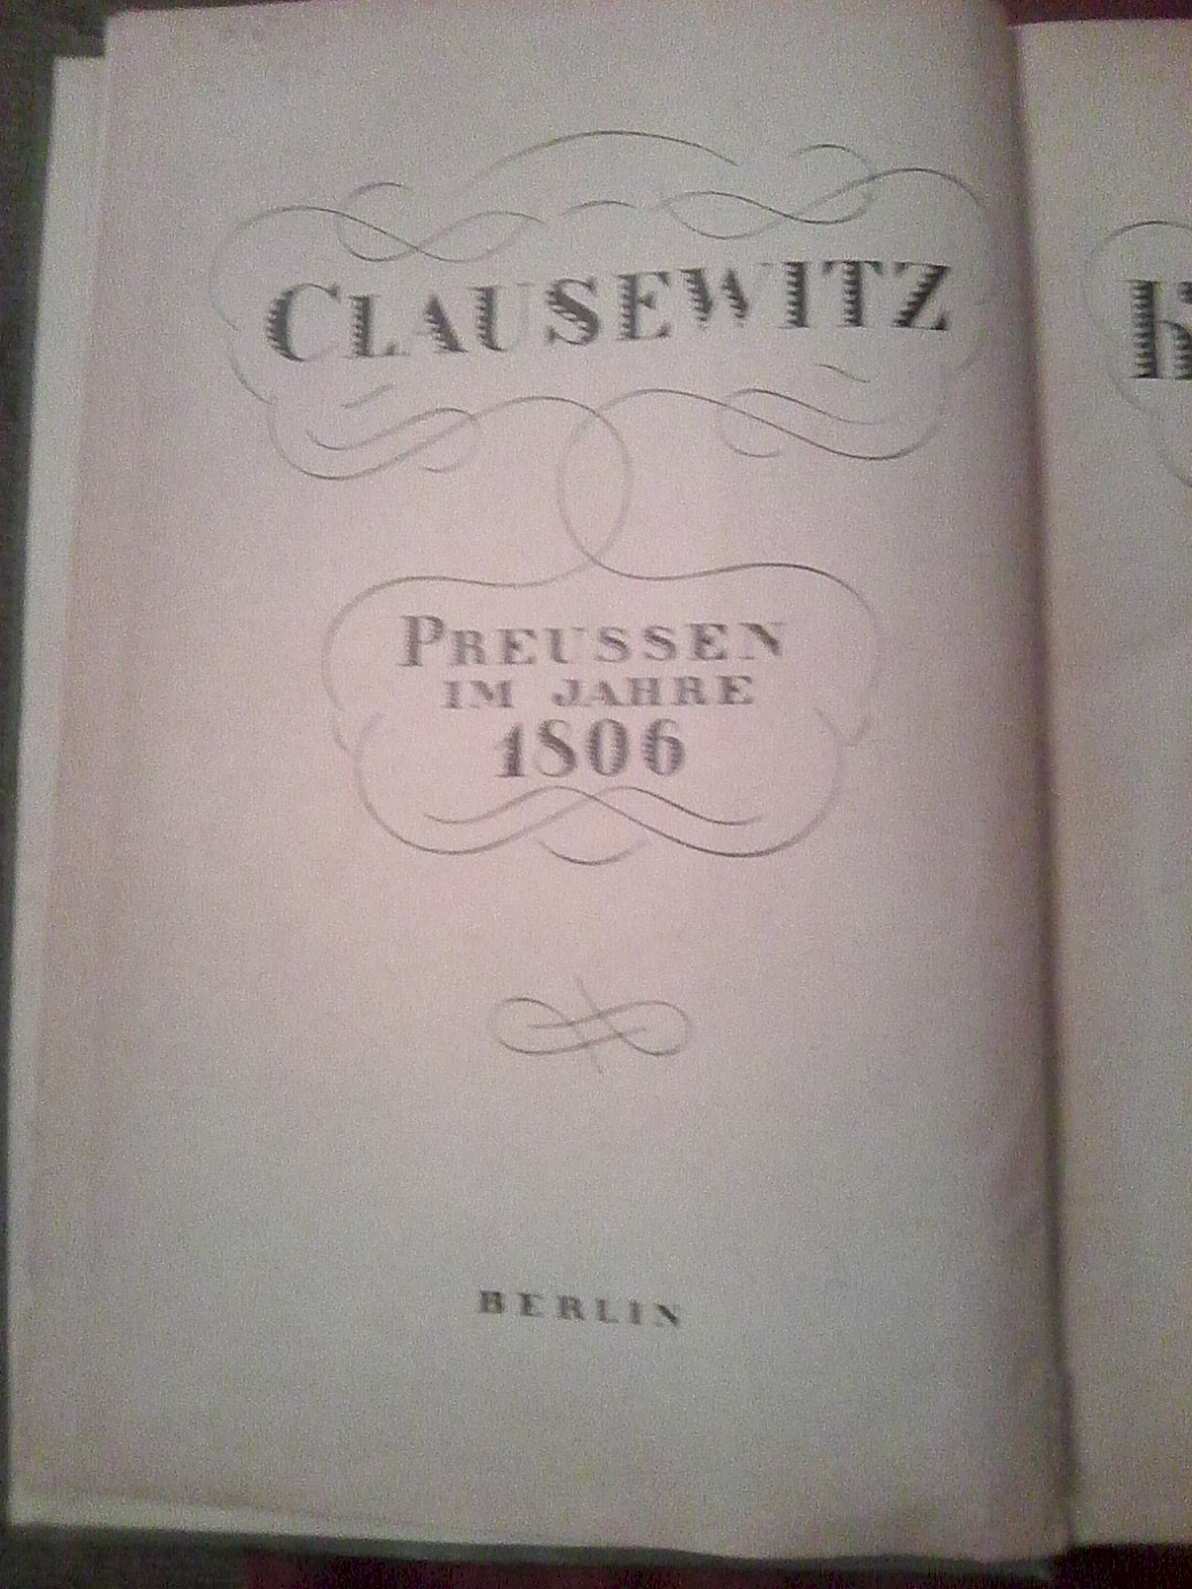 CLAUSEWITZ
PREUSSEN
IM JAHRE
1806
BERLIN